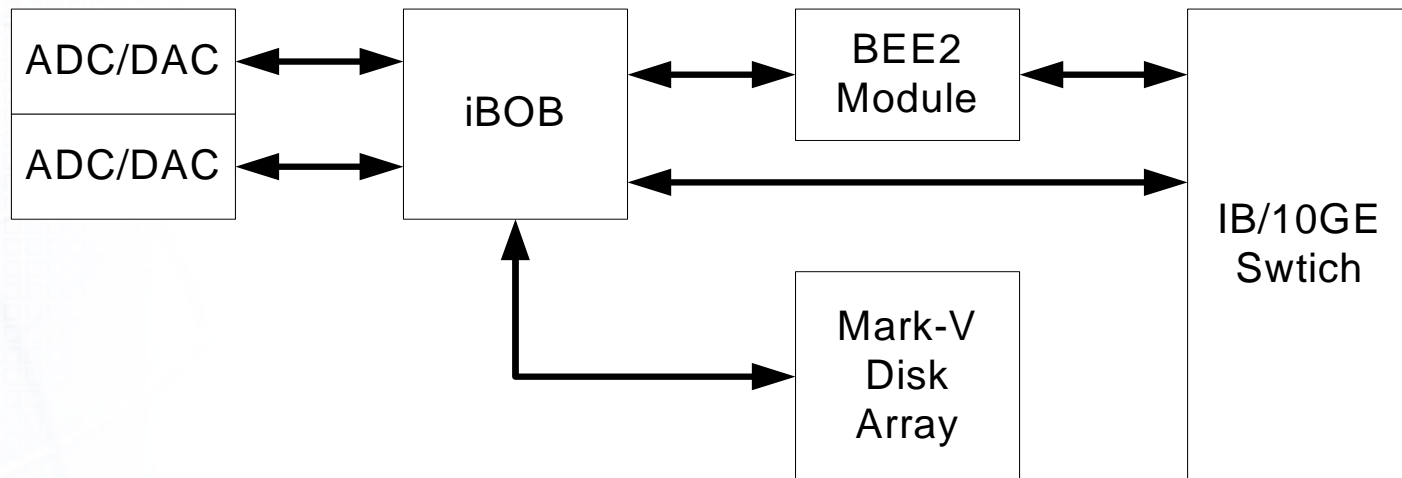 ADC/DAC
ADC/DAC
iBOB
BEE2
Module
IB/10GE
Swtich
Mark-V
Disk
Array